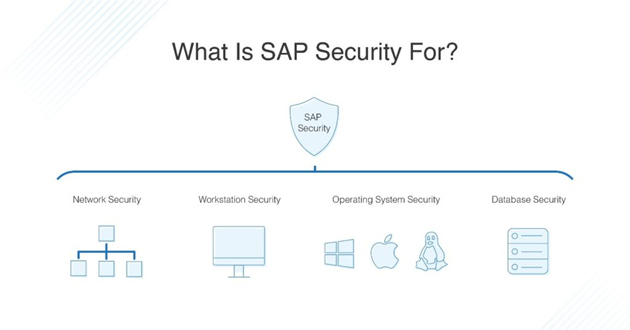 What Is SAP Security For?
SAP
Security
Network Security
Workstation Security
Operating System Security
Database Security